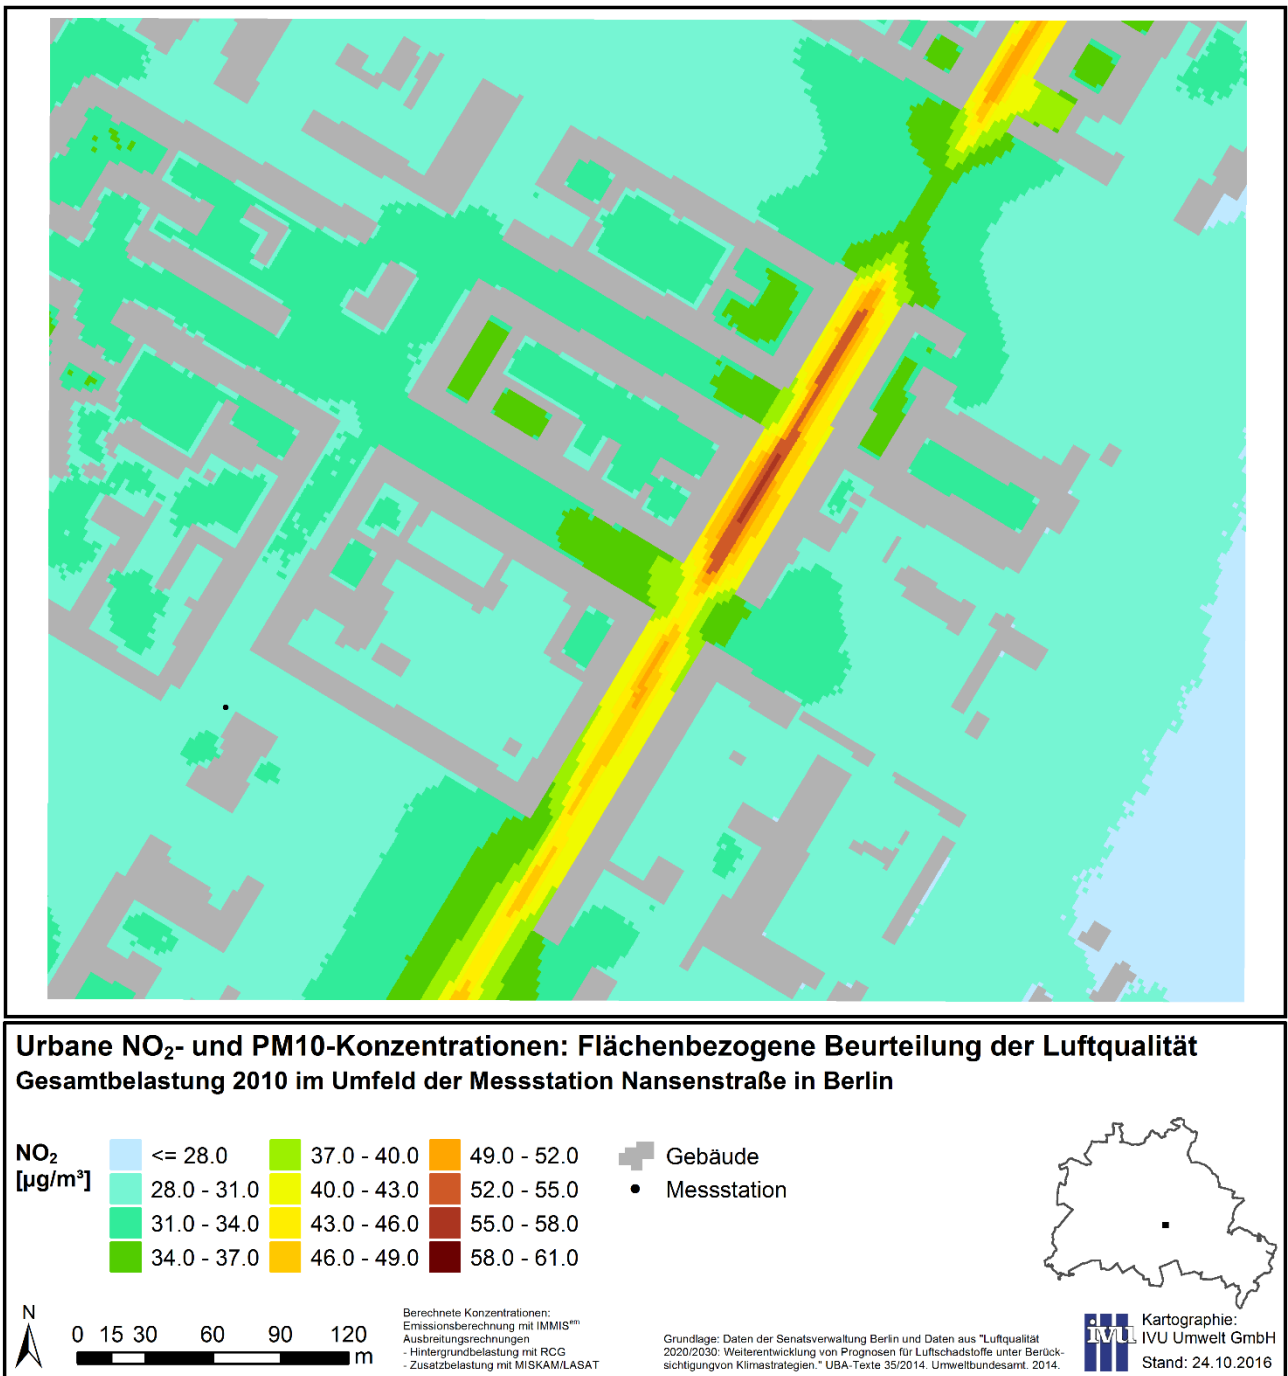 Urbane NO₂- und PM10-Konzentrationen: Flächenbezogene Beurteilung der Luftqualität
Gesamtbelastung 2010 im Umfeld der Messstation Nansenstraße in Berlin
NO₂
[µg/m³]
<= 28.0
28.0 - 31.0
31.0 - 34.0
34.0 - 37.0
37.0 - 40.0
40.0 - 43.0
43.0 - 46.0
46.0 - 49.0
49.0 - 52.0
52.0 - 55.0
55.0 - 58.0
58.0 - 61.0
Gebäude
Messstation
N
0 15 30 60 90 120
m
Berechnete Konzentrationen:
Emissionsberechnung mit IMMISᵉᵐ
Ausbreitungsrechnungen
- Hintergrundbelastung mit RCG
- Zusatzbelastung mit MISKAM/LASAT
Grundlage: Daten der Senatsverwaltung Berlin und Daten aus "Luftqualität
2020/2030: Weiterentwicklung von Prognosen für Luftschadstoffe unter Berück-
sichtigungvon Klimastrategien." UBA-Texte 35/2014. Umweltbundesamt. 2014.
ivu
Kartographie:
IVU Umwelt GmbH
Stand: 24.10.2016